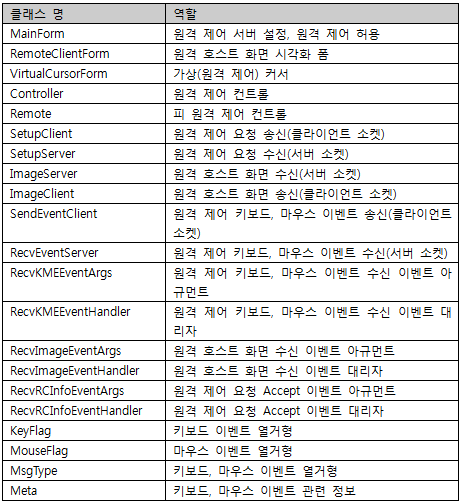 클래스 명 역할
MainForm 원격 제어 서버 설정, 원격 제어 허용
RemoteClientForm 원격 호스트 화면 시각화 폼
VirtualCursorForm 가상(원격 제어) 커서
Controller 원격 제어 컨트롤
Remote 피 원격 제어 컨트롤
SetupClient 원격 제어 요청 송신(클라이언트 소켓)
SetupServer 원격 제어 요청 수신(서버 소켓)
ImageServer 원격 호스트 화면 수신(서버 소켓)
ImageClient 원격 호스트 화면 송신(클라이언트 소켓)
SendEventClient 원격 제어 키보드, 마우스 이벤트 송신(클라이언트
소켓)
RecvEventServer 원격 제어 키보드, 마우스 이벤트 수신(서버 소켓)
RecvKMEEventArgs 원격 제어 키보드, 마우스 이벤트 수신 이벤트 아
규먼트
RecvKMEEventHandler 원격 제어 키보드, 마우스 이벤트 수신 이벤트 대
리자
RecvImageEventArgs 원격 호스트 화면 수신 이벤트 아규먼트
RecvImageEventHandler 원격 호스트 화면 수신 이벤트 대리자
RecvRCInfoEventArgs 원격 제어 요청 Accept 이벤트 아규먼트
RecvRCInfoEventHandler 원격 제어 요청 Accept 이벤트 대리자
KeyFlag 키보드 이벤트 열거형
MouseFlag 마우스 이벤트 열거형
MsgType 키보드, 마우스 이벤트 열거형
Meta 키보드, 마우스 이벤트 관련 정보